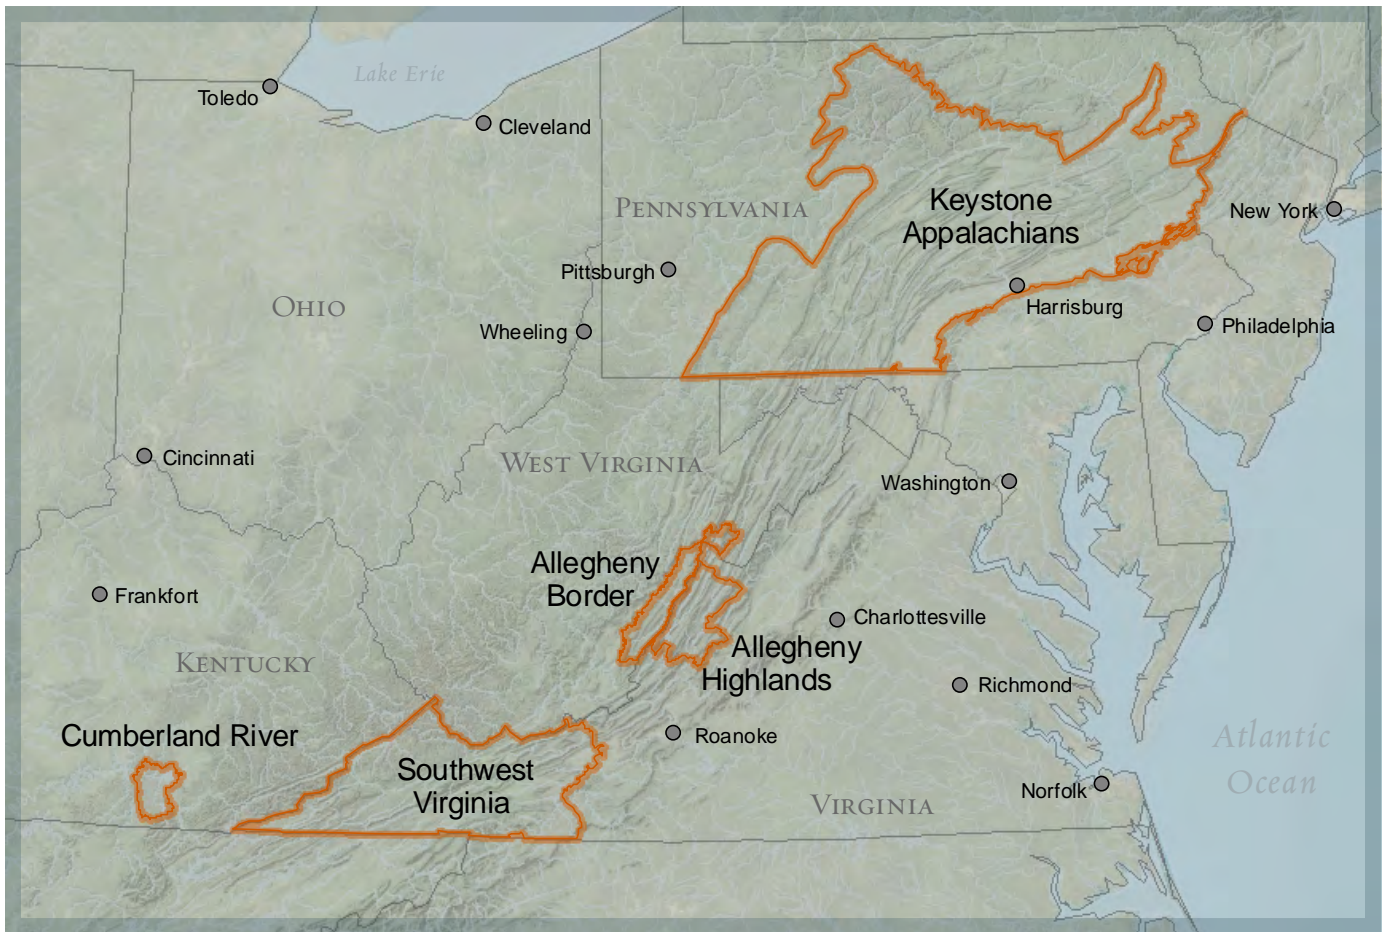 Lake Erie
Toledo
Cleveland
Keystone
Appalachians
PENNSYLVANIA
New York
Pittsburgh
OHIO
Harrisburg
Wheeling
Philadelphia
Cincinnati
WEST VIRGINIA
Washington
Allegheny
Border
Frankfort
Charlottesville
Allegheny
Highlands
KENTUCKY
Richmond
Cumberland River
Roanoke
Atlantic
Ocean
Southwest
Virginia
Norfolk
VIRGINIA